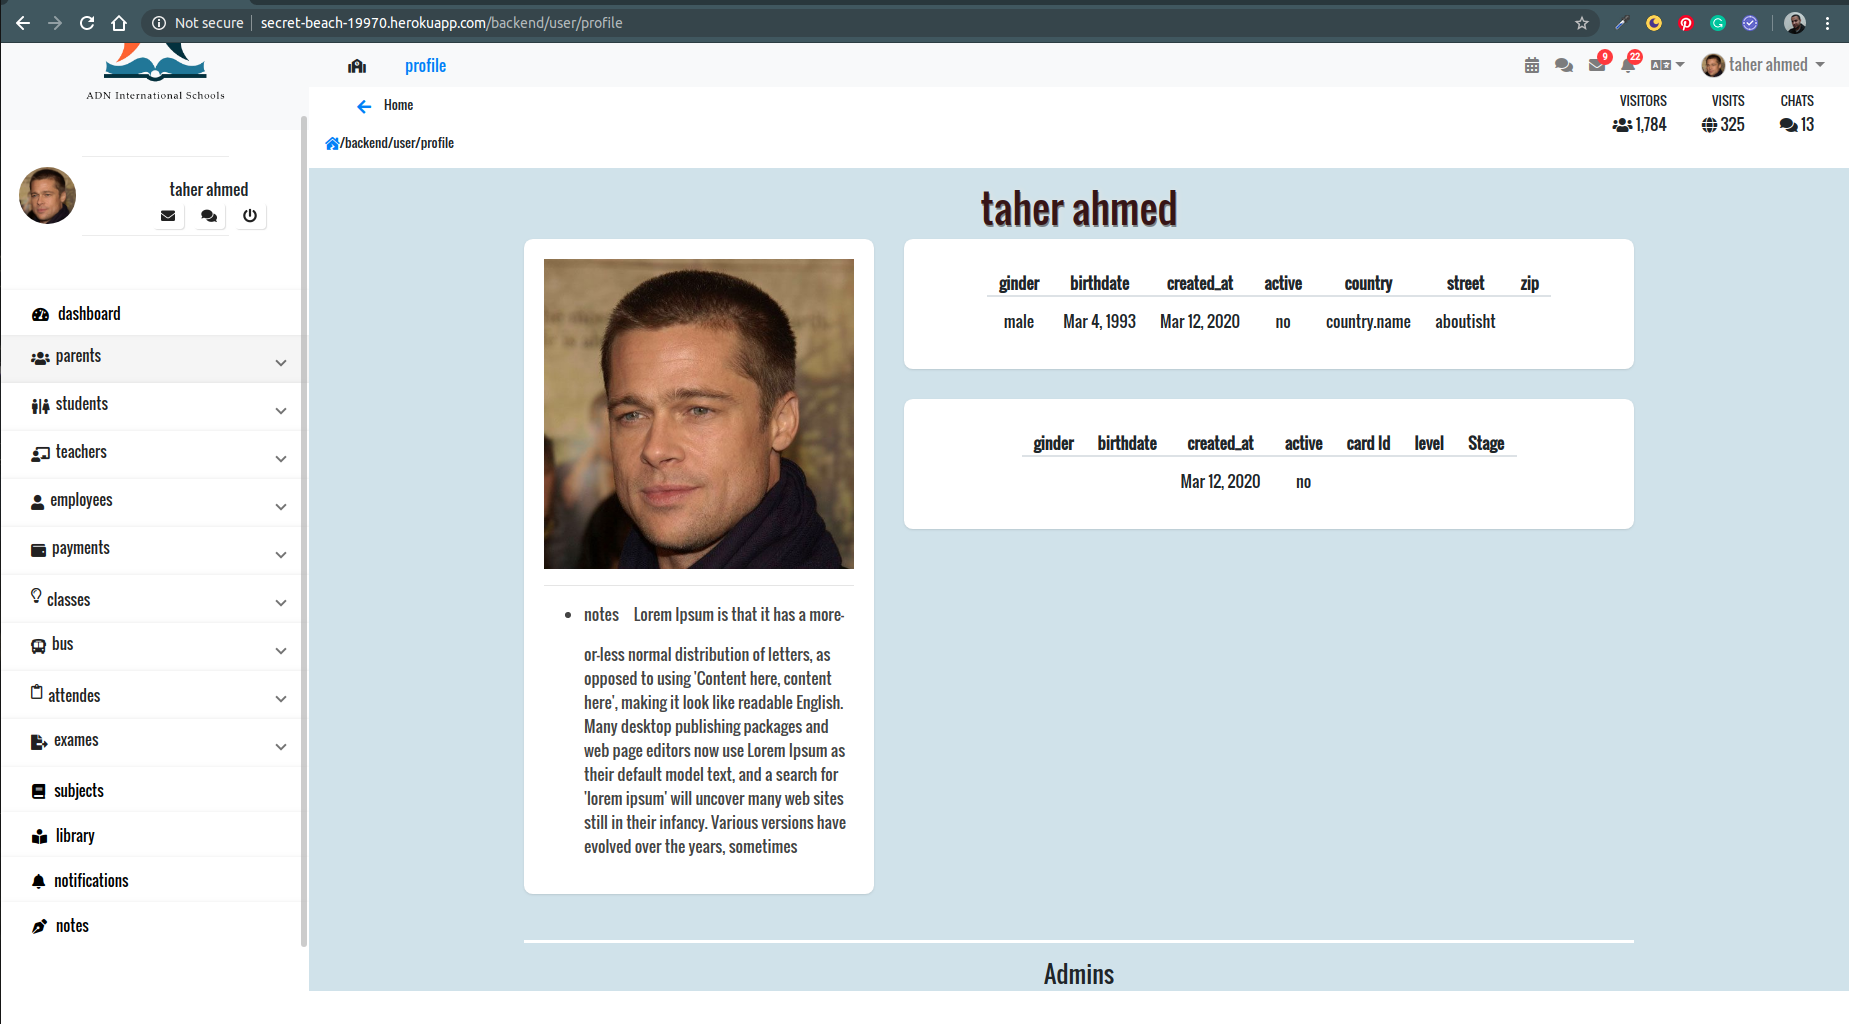 Not secure | secret-beach-19970.herokuapp.com/backend/user/profile
ADN International Schools
profile
9
22
taher ahmed
Home
VISITORS VISITS CHATS
1,784 325 13
/backend/user/profile
taher ahmed
dashboard
parents
students
teachers
employees
payments
classes
bus
attendes
exames
subjects
library
notifications
notes
taher ahmed
notes Lorem Ipsum is that it has a more-
or-less normal distribution of letters, as
opposed to using 'Content here, content
here', making it look like readable English.
Many desktop publishing packages and
web page editors now use Lorem Ipsum as
their default model text, and a search for
'lorem ipsum' will uncover many web sites
still in their infancy. Various versions have
evolved over the years, sometimes
ginder birthdate created_at active country street zip
male Mar 4, 1993 Mar 12, 2020 no country.name aboutisht
ginder birthdate created_at active card Id level Stage
Mar 12, 2020 no
Admins